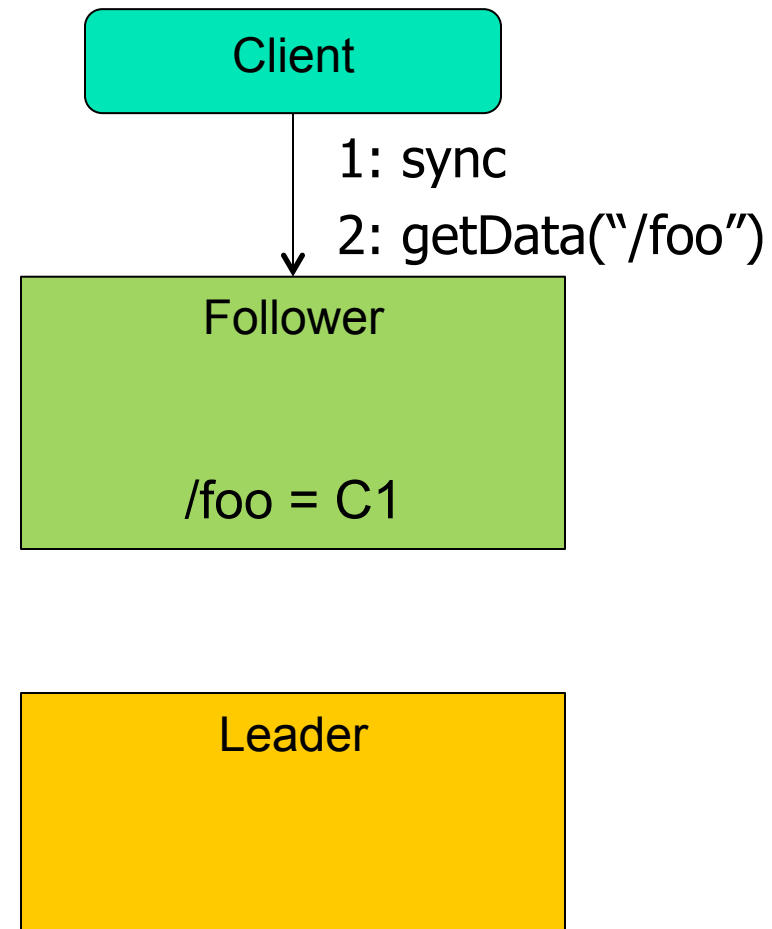 Client
1: sync
2: getData(“/foo”)
Follower
/foo = C1
Leader